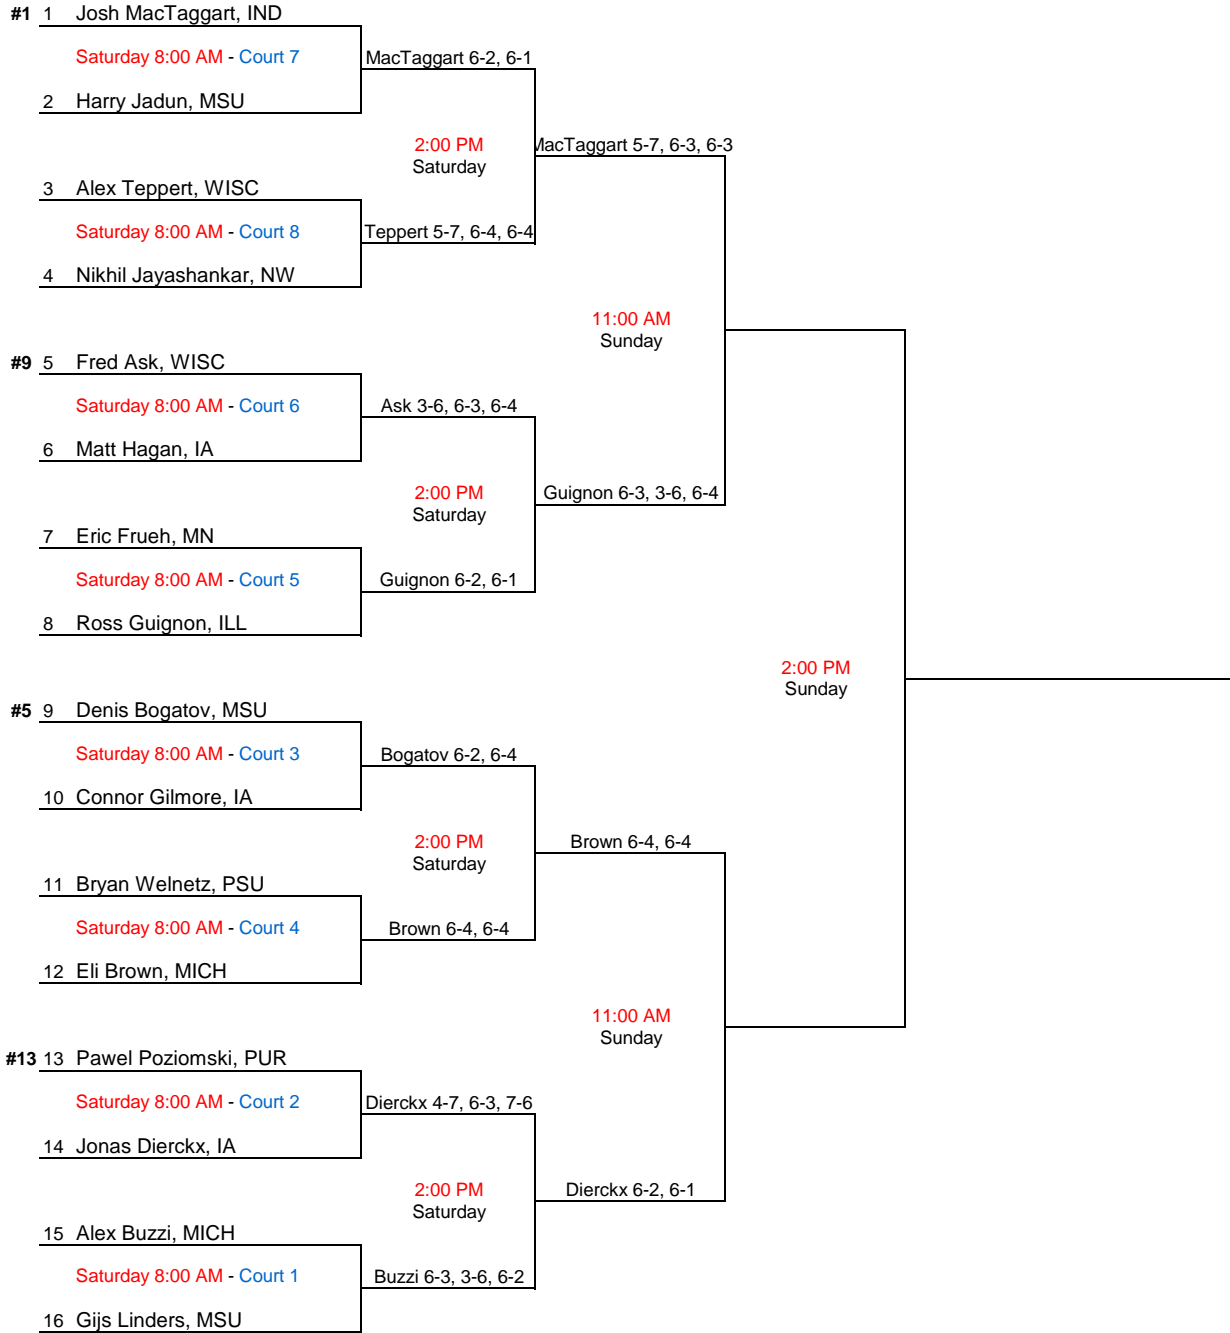 #1 1 Josh MacTaggart, IND
Saturday 8:00 AM - Court 7
MacTaggart 6-2, 6-1
2 Harry Jadun, MSU
2:00 PM
Saturday
MacTaggart 5-7, 6-3, 6-3
3 Alex Teppert, WISC
Saturday 8:00 AM - Court 8
Teppert 5-7, 6-4, 6-4
4 Nikhil Jayashankar, NW
11:00 AM
Sunday
#9 5 Fred Ask, WISC
Saturday 8:00 AM - Court 6
Ask 3-6, 6-3, 6-4
6 Matt Hagan, IA
2:00 PM
Saturday
Guignon 6-3, 3-6, 6-4
7 Eric Frueh, MN
Saturday 8:00 AM - Court 5
Guignon 6-2, 6-1
8 Ross Guignon, ILL
2:00 PM
Sunday
#5 9 Denis Bogatov, MSU
Saturday 8:00 AM - Court 3
Bogatov 6-2, 6-4
10 Connor Gilmore, IA
2:00 PM
Saturday
Brown 6-4, 6-4
11 Bryan Welnetz, PSU
Saturday 8:00 AM - Court 4
Brown 6-4, 6-4
12 Eli Brown, MICH
11:00 AM
Sunday
#13 13 Pawel Poziomski, PUR
Saturday 8:00 AM - Court 2
Dierckx 4-7, 6-3, 7-6
14 Jonas Dierckx, IA
2:00 PM
Saturday
Dierckx 6-2, 6-1
15 Alex Buzzi, MICH
Saturday 8:00 AM - Court 1
Buzzi 6-3, 3-6, 6-2
16 Gijs Linders, MSU